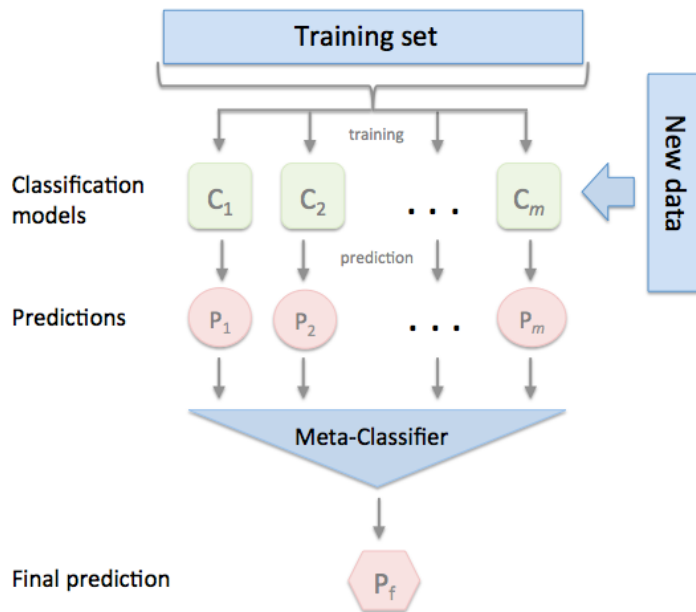 Training set
training
New data
Classification
models
C1 C2 . . . Cm
prediction
Predictions
P1 P2 . . . Pm
Meta-Classifier
Final prediction
Pf